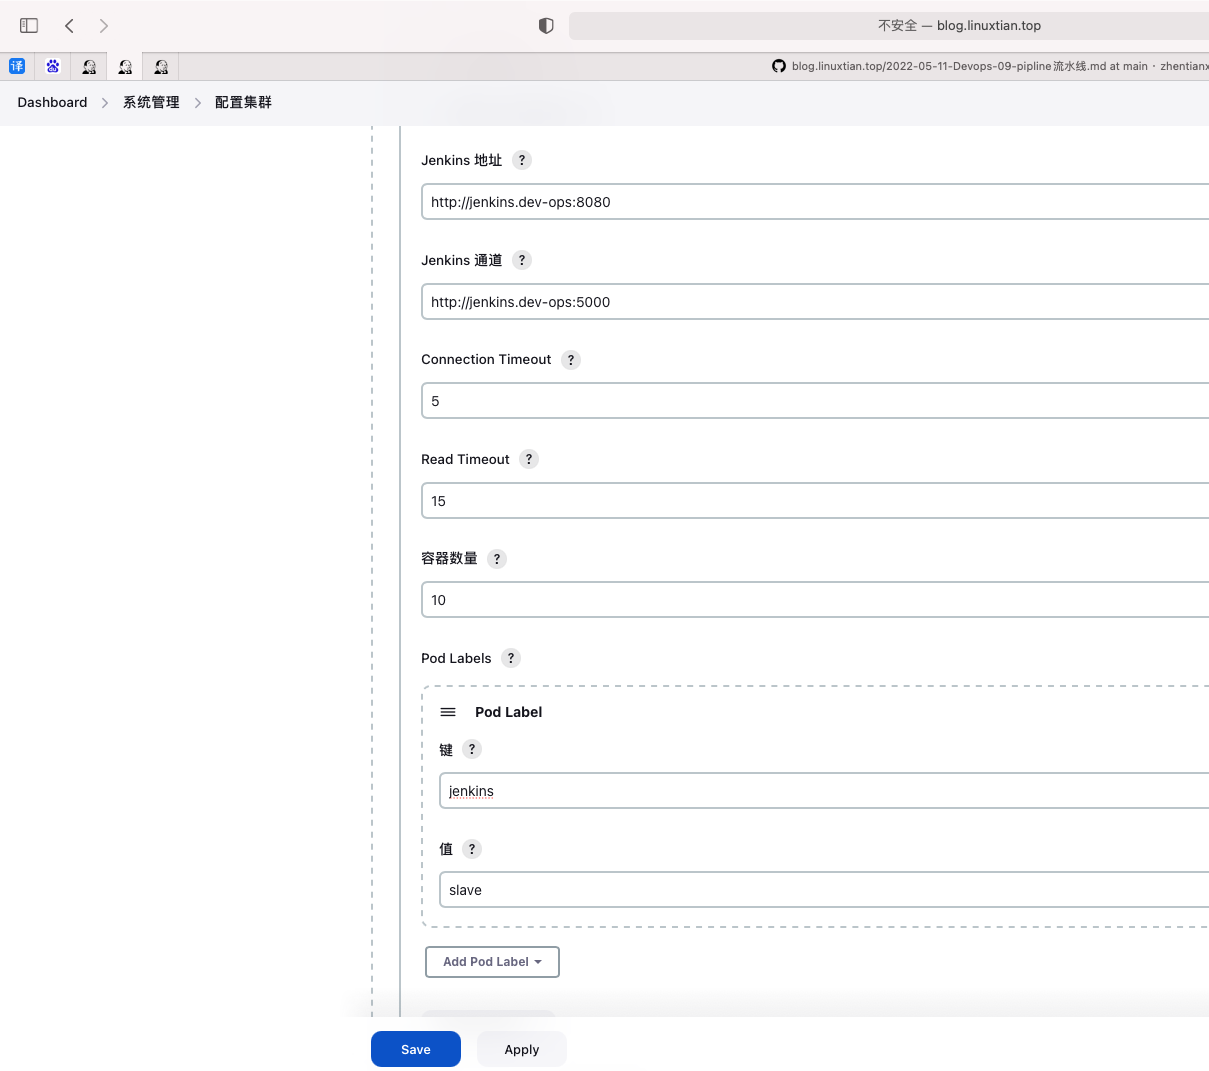 不安全 — blog.linuxtian.top
译
blog.linuxtian.top/2022-05-11-Devops-09-pipline流水线.md at main · zhentianx
Dashboard
系统管理
配置集群
Jenkins 地址 ?
http://jenkins.dev-ops:8080
Jenkins 通道 ?
http://jenkins.dev-ops:5000
Connection Timeout ?
5
Read Timeout ?
15
容器数量 ?
10
Pod Labels ?
Pod Label
键 ?
jenkins
值 ?
slave
Add Pod Label
Save
Apply